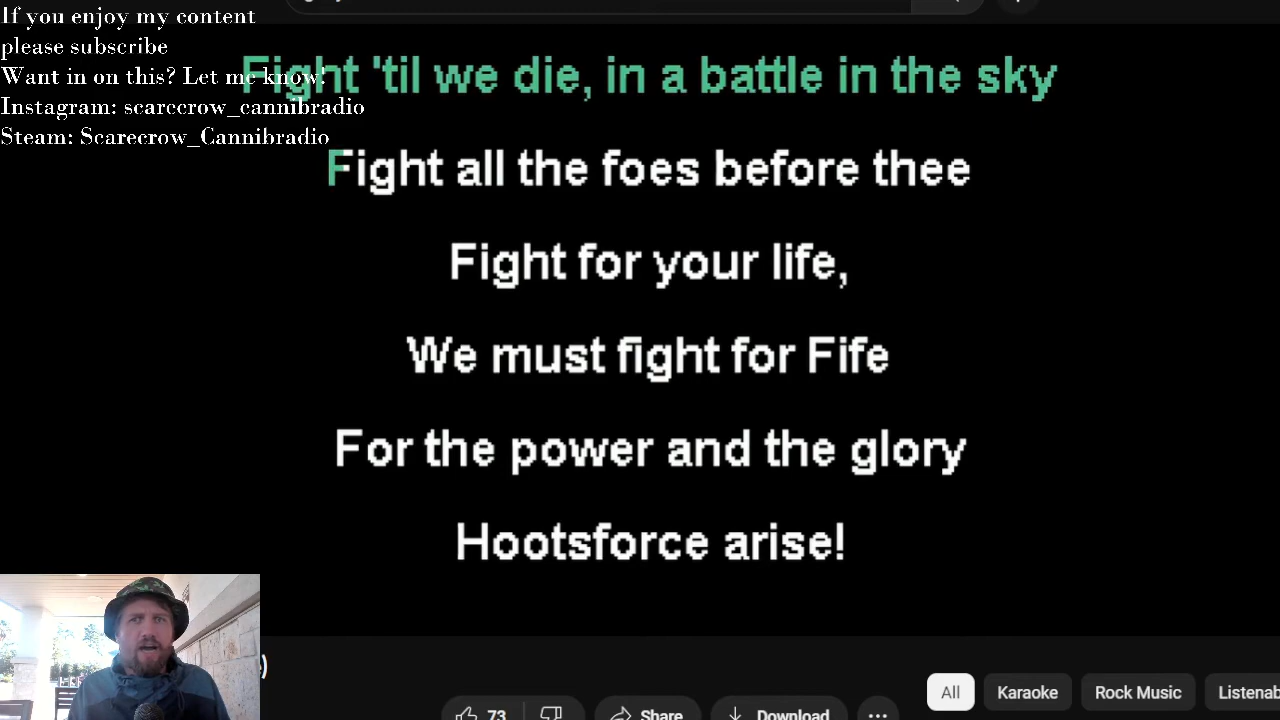 If you enjoy my content
please subscribe
Want in on this? Let me know!
Instagram: scarecrow_cannibradio
Steam: Scarecrow_Cannibradio
Fight 'til we die, in a battle in the sky
Fight all the foes before thee
Fight for your life,
We must fight for Fife
For the power and the glory
Hootsforce arise!
All
Karaoke
Rock Music
73
Share
Download